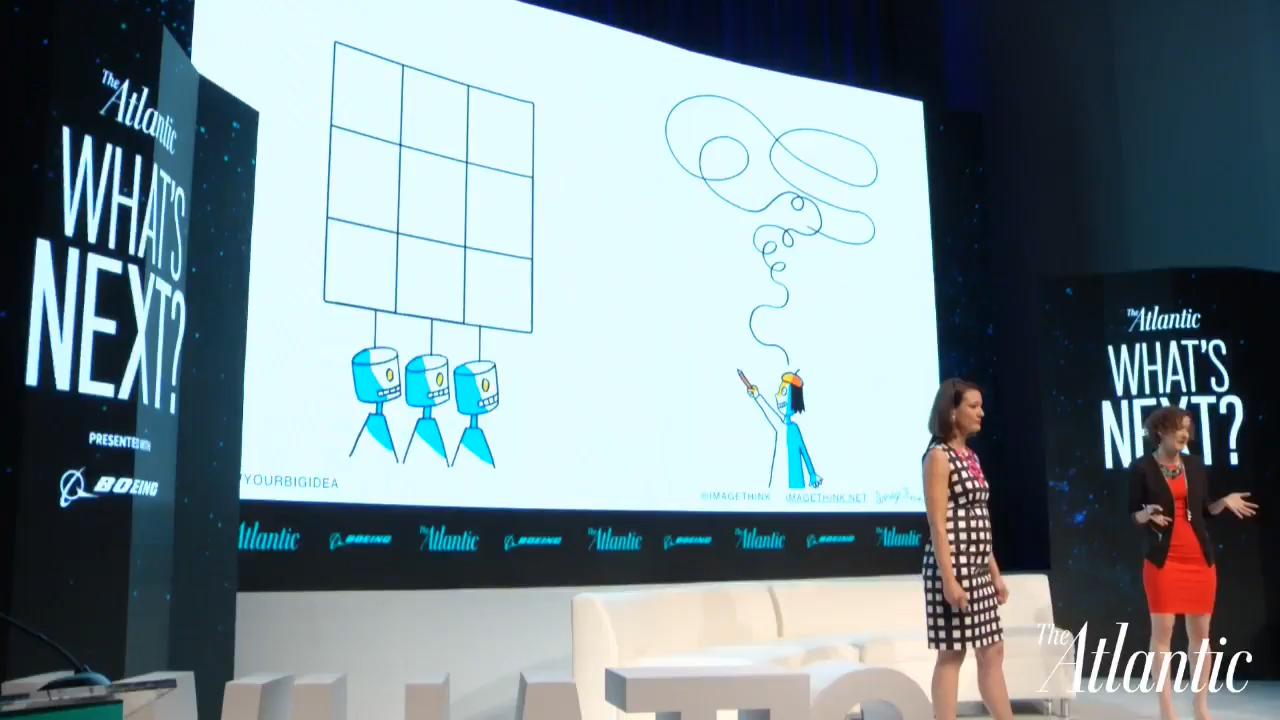 The Atlantic
WHAT'S
NEXT?
PRESENTED WITH
BOEING
YOURBIGIDEA
@IMAGETHINK IMAGETHINK.NET
Atlantic BOEING The Atlantic BOEING The Atlantic BOEING The Atlantic BOEING The Atlantic
The Atlantic
WHAT'S
NEXT?
The Atlantic